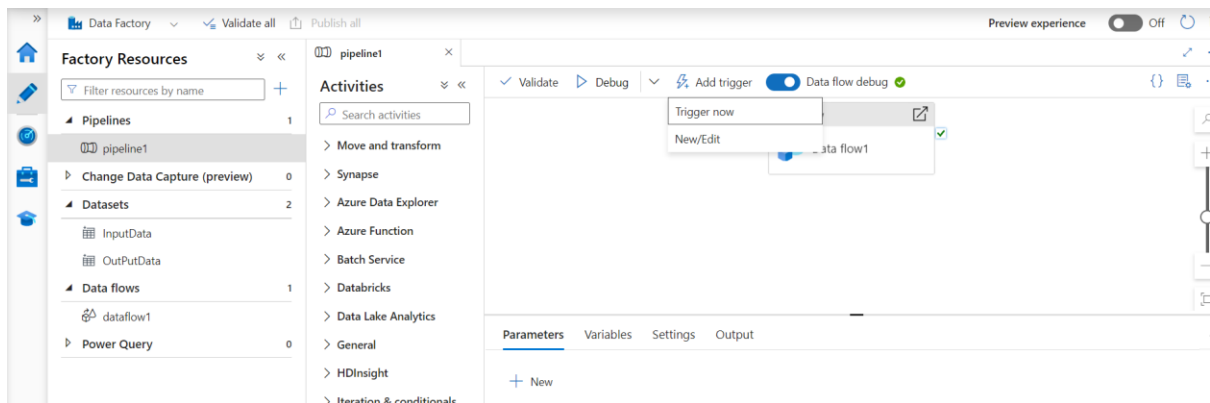 »
Data Factory
Validate all
Publish all
Preview experience
Off
Factory Resources
Filter resources by name
Pipelines 1
pipeline1
Change Data Capture (preview) 0
Datasets 2
InputData
OutPutData
Data flows 1
dataflow1
Power Query 0
pipeline1
Activities
Search activities
Move and transform
Synapse
Azure Data Explorer
Azure Function
Batch Service
Databricks
Data Lake Analytics
General
HDInsight
Iteration & conditionals
Validate
Debug
Add trigger
Data flow debug
Trigger now
New/Edit
Data flow1
Parameters Variables Settings Output
New